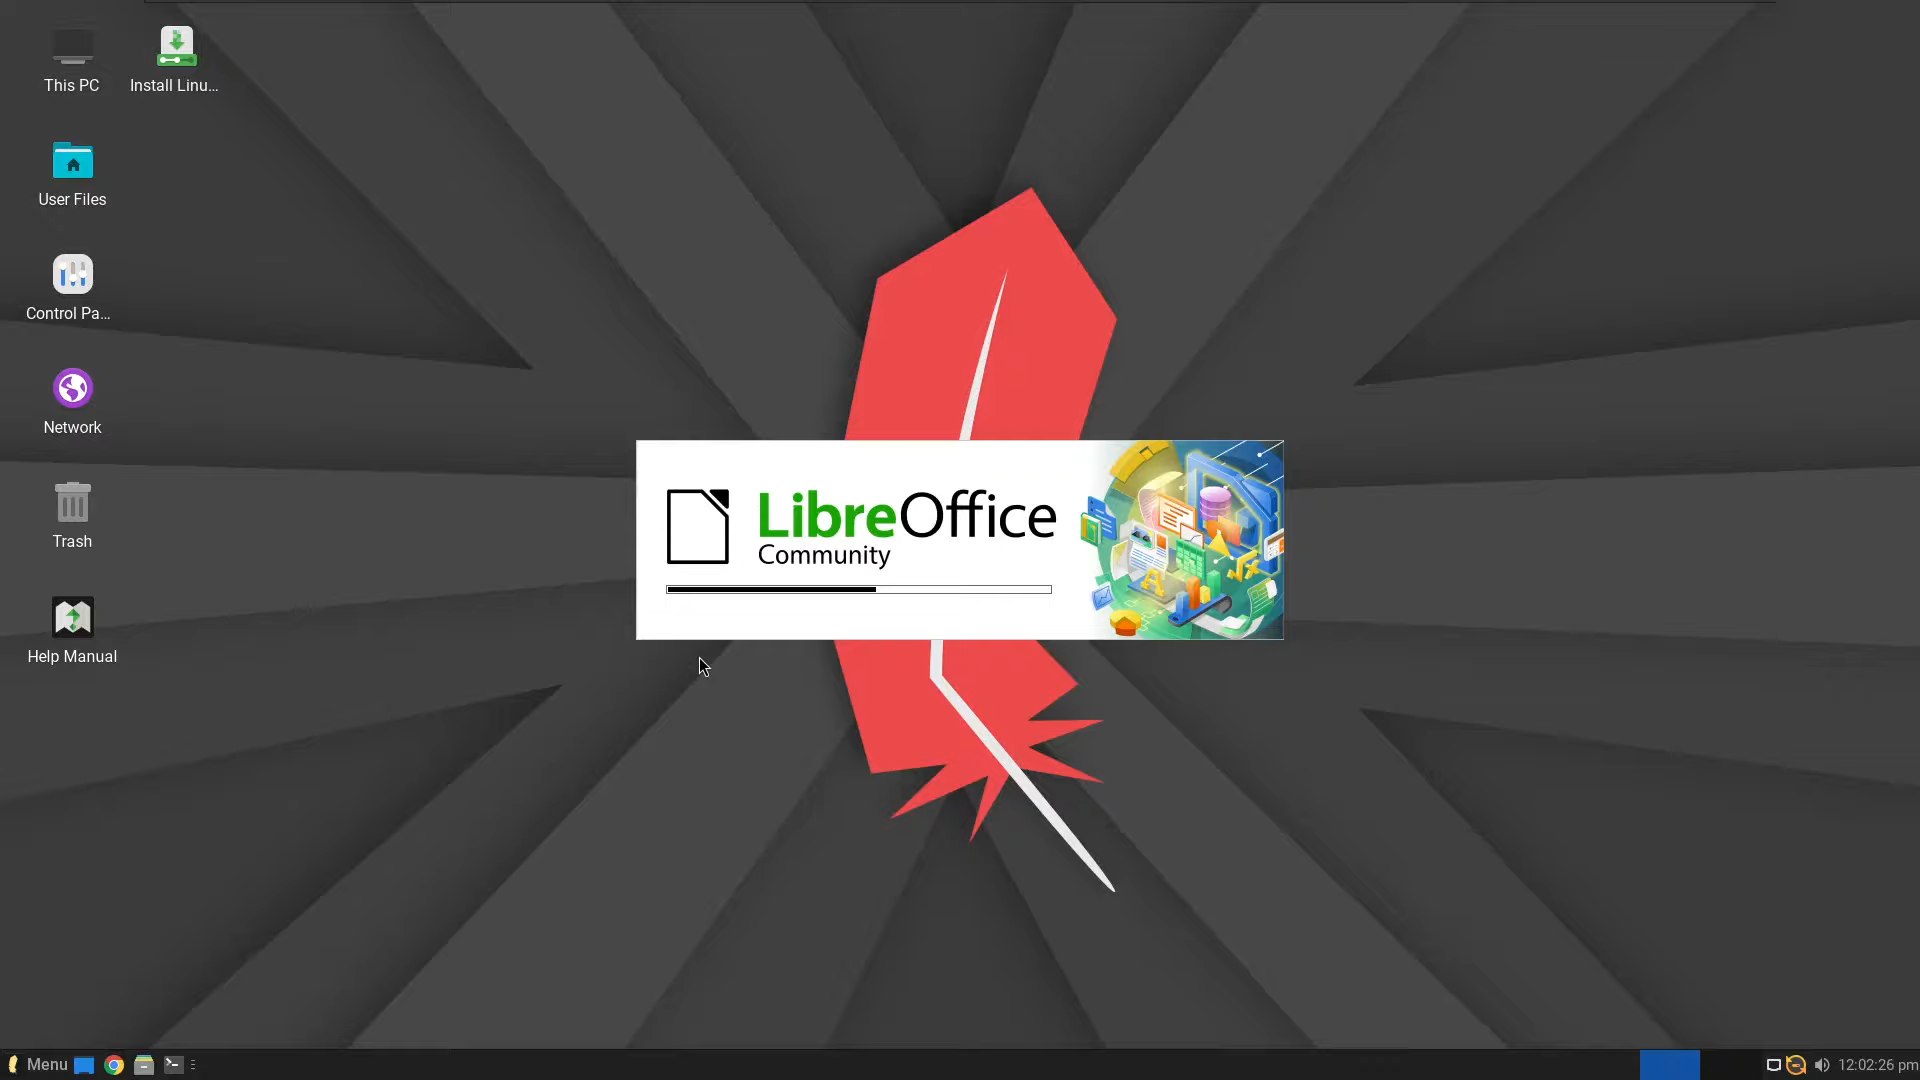 This PC
Install Linu...
User Files
Control Pa...
Network
Trash
Help Manual
LibreOffice
Community
Menu
12:02:26 pm